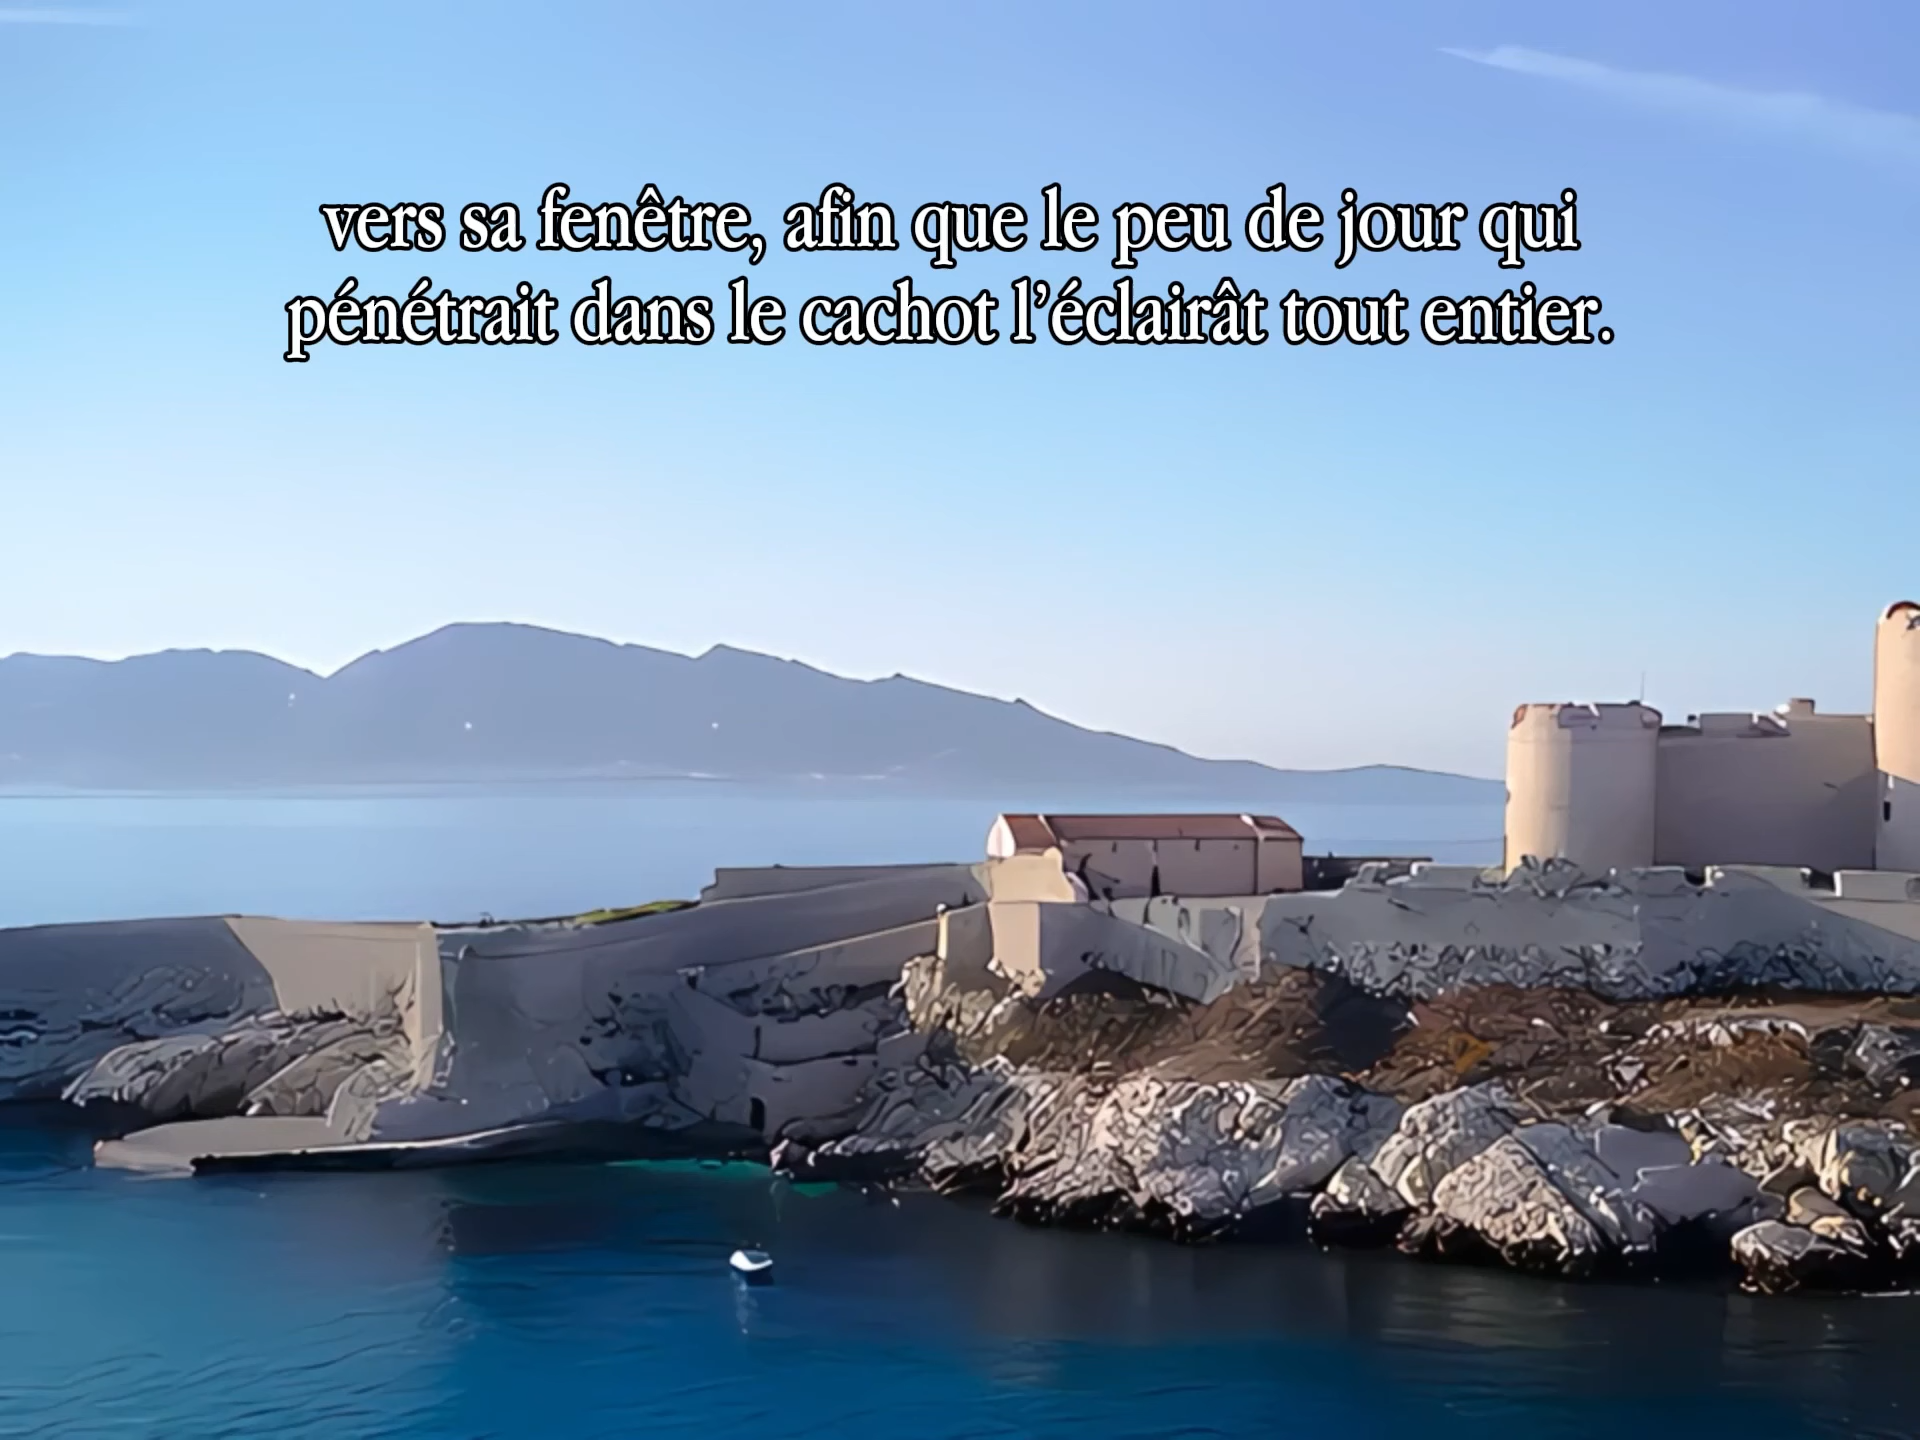 vers sa fenêtre, afin que le peu de jour qui
pénétrait dans le cachot l’éclairât tout entier.